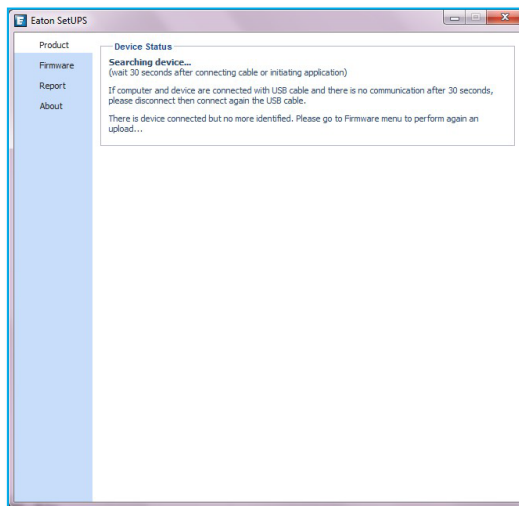 Eaton SetUPS
Product
Firmware
Report
About
Device Status
Searching device...
(wait 30 seconds after connecting cable or initiating application)
If computer and device are connected with USB cable and there is no communication after 30 seconds,
please disconnect then connect again the USB cable.
There is device connected but no more identified. Please go to Firmware menu to perform again an
upload...